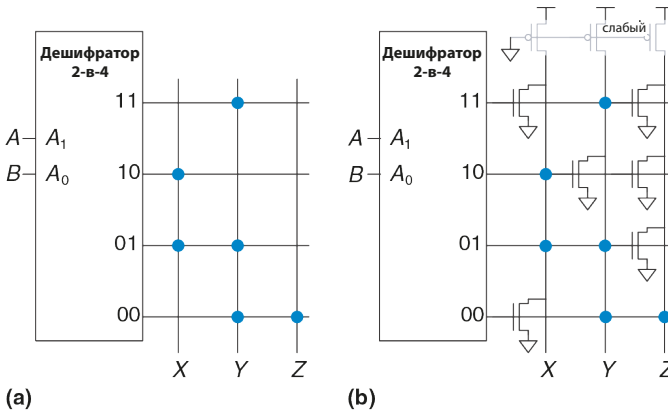 Дешифратор
2-в-4
11
A
A1
B
A0
10
01
00
X Y Z
(a)
слабый
Дешифратор
2-в-4
11
A
A1
B
A0
10
01
00
X Y Z
(b)